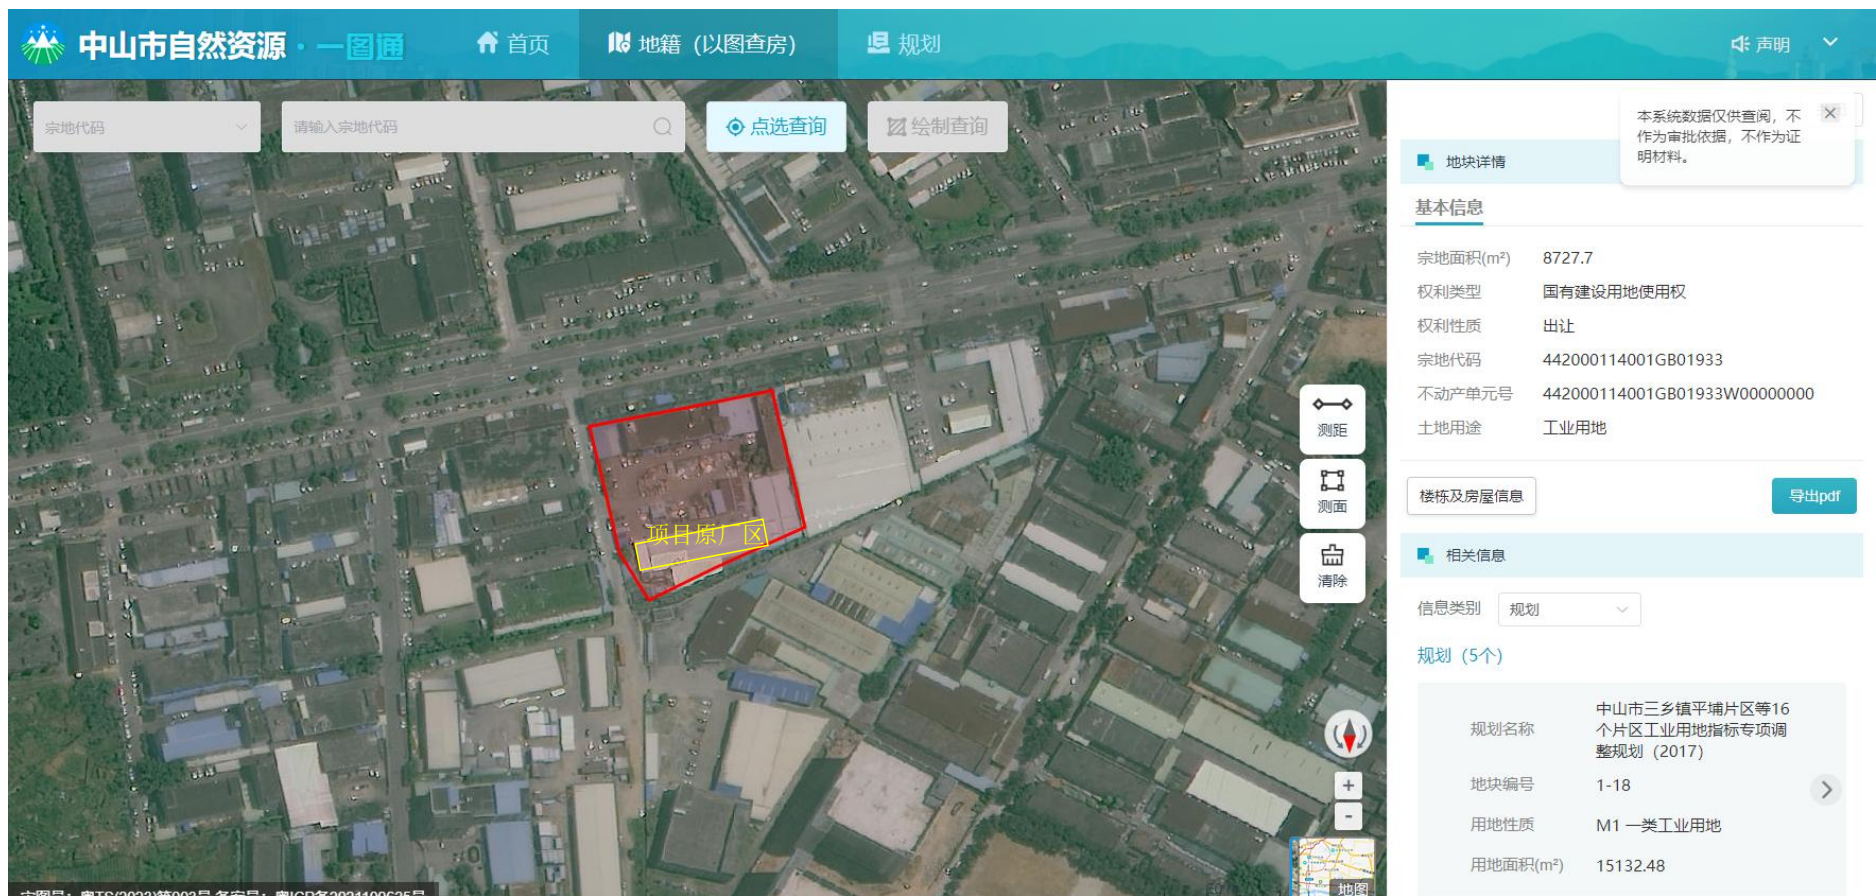 中山市自然资源·一图通
首页
地籍（以图查房）
规划
声明
宗地代码
请输入宗地代码
点选查询
绘制查询
本系统数据仅供查阅，不
作为审批依据，不作为证
明材料。
地块详情
基本信息
宗地面积(m²) 8727.7
权利类型 国有建设用地使用权
权利性质 出让
宗地代码 442000114001GB01933
不动产单元号 442000114001GB01933W00000000
土地用途 工业用地
楼栋及房屋信息
导出pdf
相关信息
信息类别 规划
规划（5个）
规划名称
中山市三乡镇平埔片区等16
个片区工业用地指标专项调
整规划（2017）
地块编号 1-18
用地性质 M1 一类工业用地
用地面积(m²) 15132.48
测距
测面
清除
项目原厂区
+
-
地图